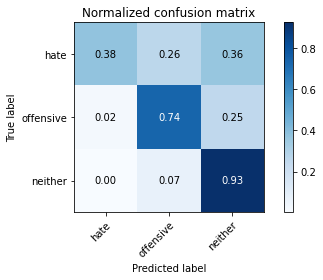 Normalized confusion matrix
hate 0.38 0.26 0.36
offensive 0.02 0.74 0.25
neither 0.00 0.07 0.93
True label
hate offensive neither
Predicted label
0.8
0.6
0.4
0.2